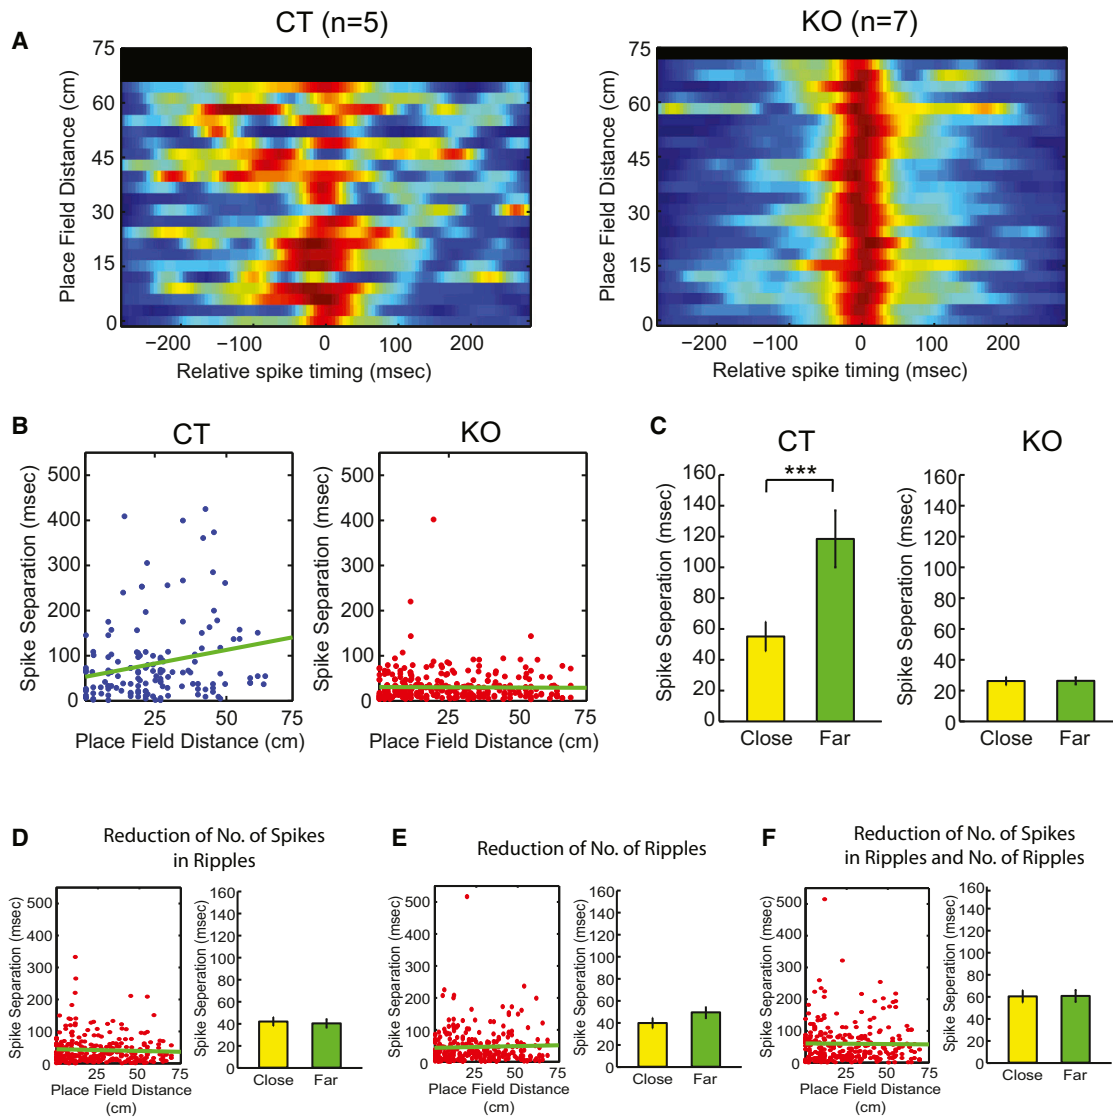 A
CT (n=5)
KO (n=7)
Place Field Distance (cm)
75
60
45
30
15
0
−200 −100 0 100 200
Relative spike timing (msec)
Place Field Distance (cm)
75
60
45
30
15
0
−200 −100 0 100 200
Relative spike timing (msec)
B
CT
KO
Spike Separation (msec)
500
400
300
200
100
0
25 50 75
Place Field Distance (cm)
Spike Separation (msec)
500
400
300
200
100
0
25 50 75
Place Field Distance (cm)
C
CT
KO
Spike Seperation (msec)
160
140
120
100
80
60
40
20
0
***
Close Far
Spike Seperation (msec)
160
140
120
100
80
60
40
20
0
Close Far
D
Reduction of No. of Spikes
in Ripples
Spike Separation (msec)
500
400
300
200
100
0
25 50 75
Place Field Distance
(cm)
Spike Seperation (msec)
160
140
120
100
80
60
40
20
0
Close Far
E
Reduction of No. of Ripples
Spike Separation (msec)
500
400
300
200
100
0
25 50 75
Place Field Distance
(cm)
Spike Seperation (msec)
160
140
120
100
80
60
40
20
0
Close Far
F
Reduction of No. of Spikes
in Ripples and No. of Ripples
Spike Separation (msec)
500
400
300
200
100
0
25 50 75
Place Field Distance
(cm)
Spike Seperation (msec)
160
140
120
100
80
60
40
20
0
Close Far